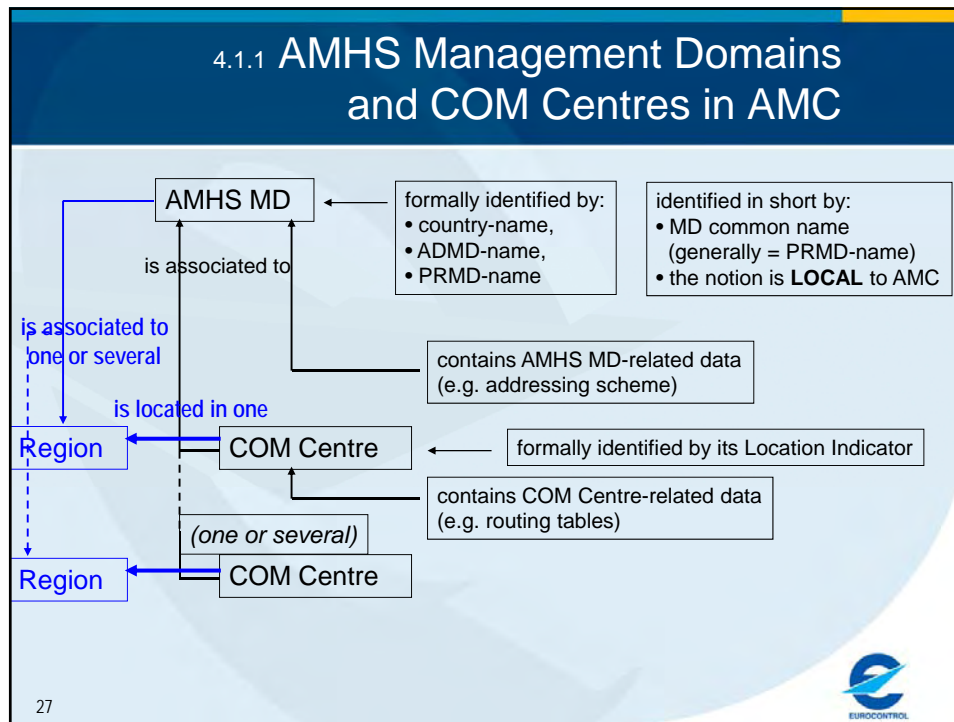 4.1.1 AMHS Management Domains
and COM Centres in AMC
AMHS MD
formally identified by:
• country-name,
• ADMD-name,
• PRMD-name
identified in short by:
• MD common name
(generally = PRMD-name)
• the notion is LOCAL to AMC
is associated to
is associated to
one or several
contains AMHS MD-related data
(e.g. addressing scheme)
is located in one
Region
COM Centre
formally identified by its Location Indicator
contains COM Centre-related data
(e.g. routing tables)
(one or several)
Region
COM Centre
27
EUROCONTROL